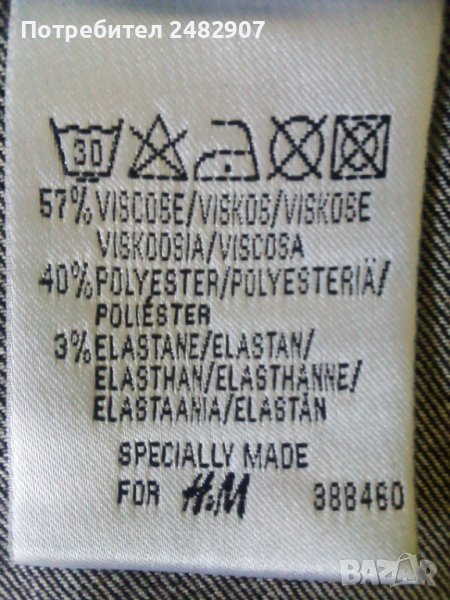 Потребител 2482907
30
57% VISCOSE/VISKOS/VISKOSE
VISKOOSIA/VISCOSA
40% POLYESTER/POLYESTERIÄ/
POLIÉSTER
3% ELASTANE/ELASTAN/
ELASTHAN/ELASTHANNE/
ELASTAANIA/ELASTÁN
SPECIALLY MADE
FOR H&M 388460
BAZAR